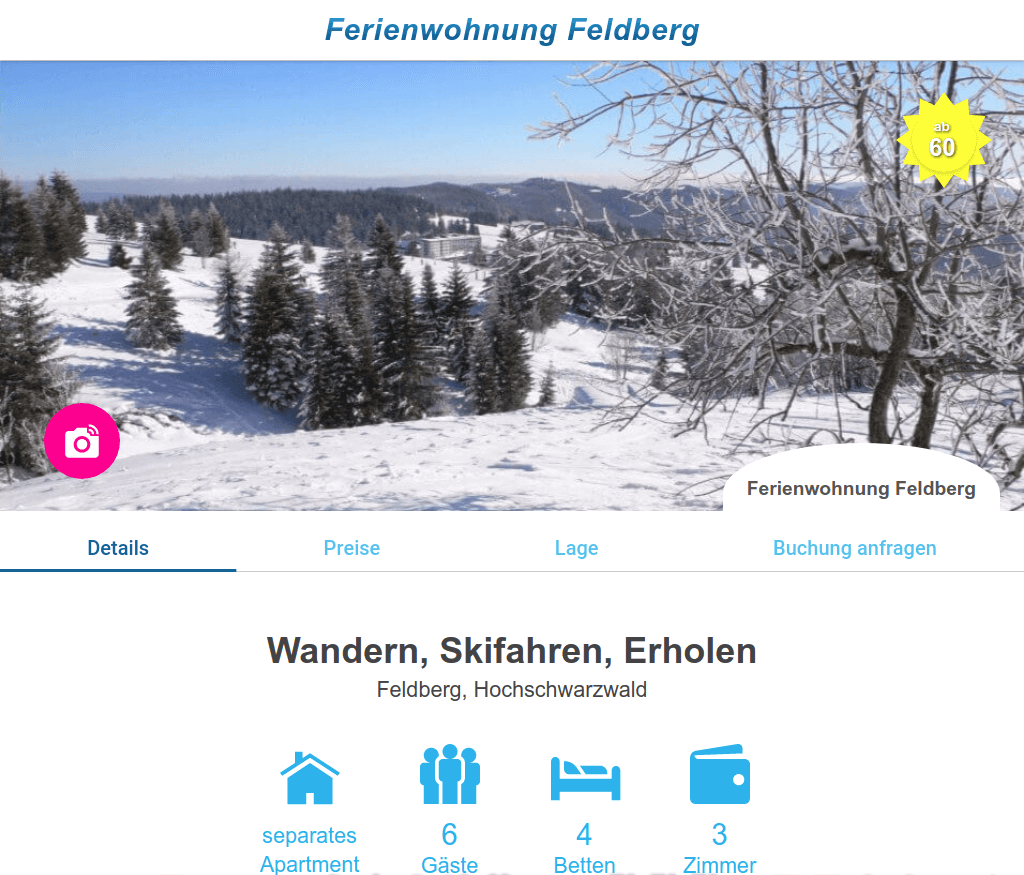 Ferienwohnung Feldberg
ab
60
Ferienwohnung Feldberg
Details Preise Lage Buchung anfragen
Wandern, Skifahren, Erholen
Feldberg, Hochschwarzwald
separates Apartment
6 Gäste
4 Betten
3 Zimmer